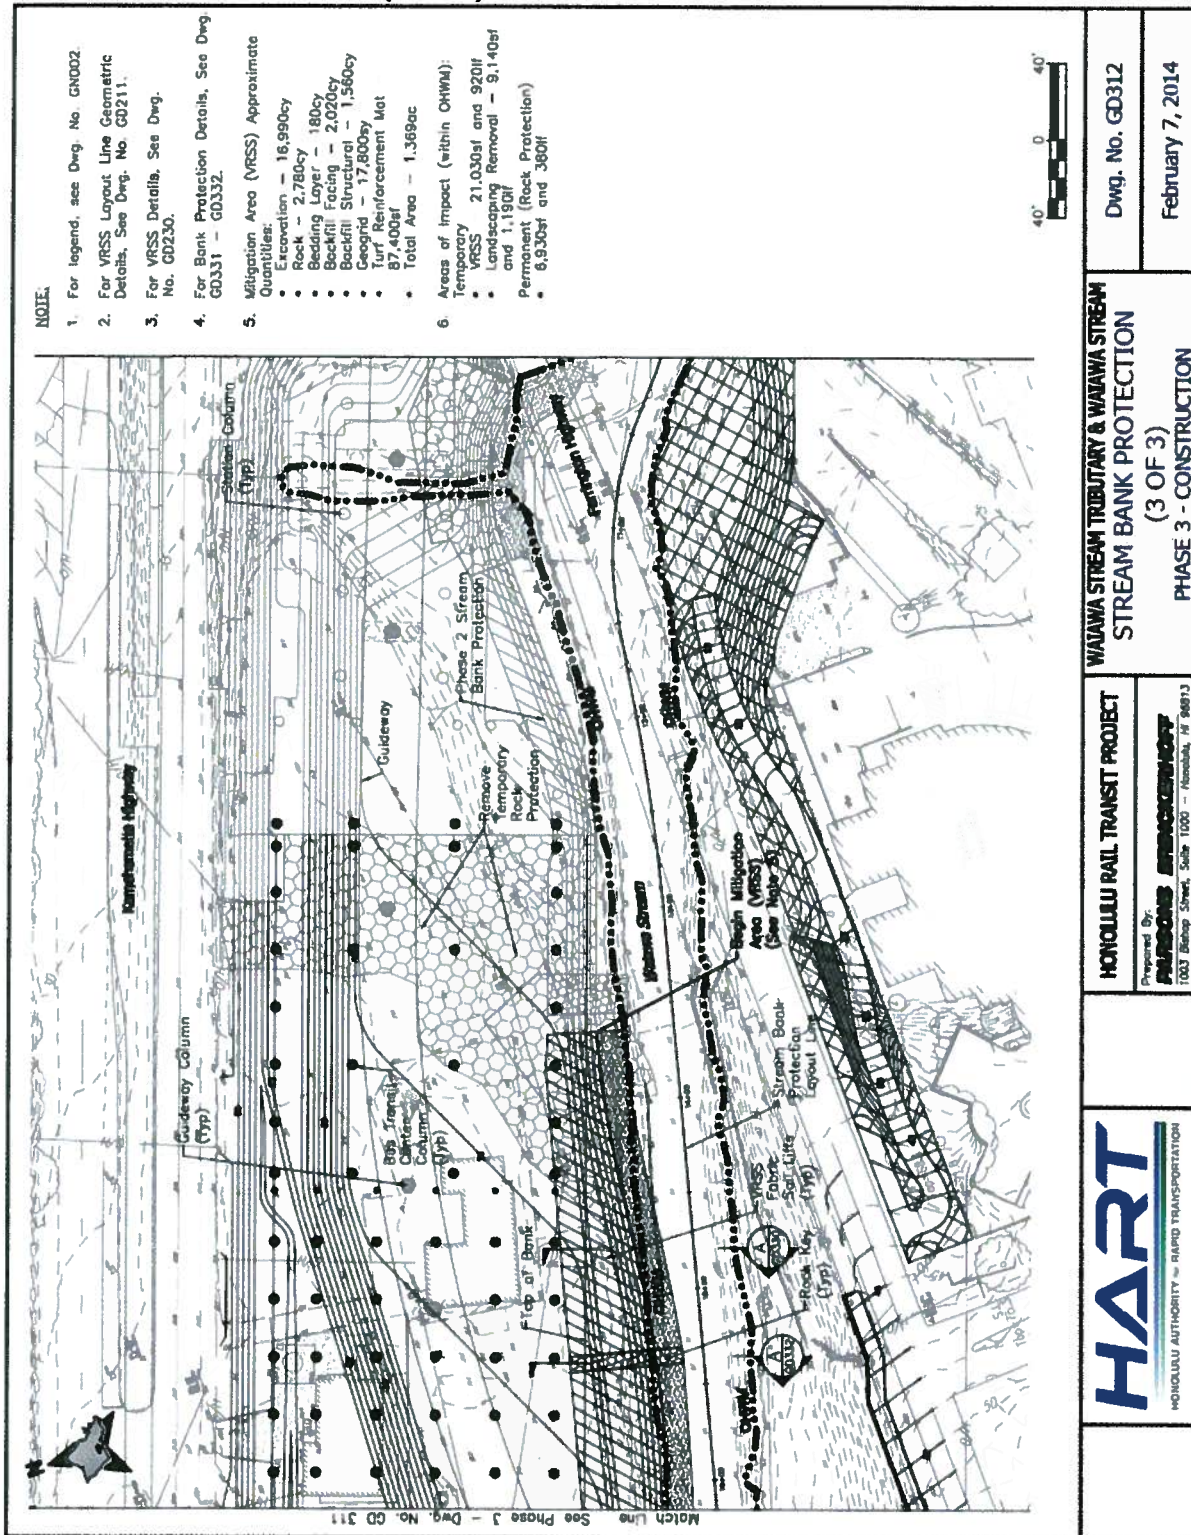 NOTE:
1. For legend, see Dwg. No. GN002.
2. For VRSS Layout Line Geometric
Details, See Dwg. No. GD211.
3. For VRSS Details, See Dwg.
No. GD230.
4. For Bank Protection Details, See Dwg.
GD331 - GD332.
5. Mitigation Area (VRSS) Approximate
Quantities:
• Excavation - 16,990cy
• Rock - 2,780cy
• Bedding Layer - 180cy
• Backfill Facing - 2,020cy
• Backfill Structural - 1,560cy
• Geogrid - 17,800sy
• Turf Reinforcement Mat
87,400sf
• Total Area - 1.369ac
6. Areas of Impact (within OHWM):
Temporary
• VRSS 21,030sf and 920lf
• Landscaping Removal - 9,140sf
and 1,190lf
Permanent (Rock Protection)
• 6,930sf and 380lf
40' 0 40'
Kamehameha Highway
Station Column
(Typ)
Farrington Highway
Phase 2 Stream
Bank Protection
Guideway
Remove
Temporary
Rock
Protection
OHWM
OHWM
Waiawa Stream
Begin Mitigation
Area (VRSS)
(See Note 5)
Guideway Column
(Typ)
Bus Transit
Center
Column
(Typ)
Stream Bank
Protection
Layout Line
VRSS
Fabric
Soil Lifts
(Typ)
Top of Bank
Rock Key
(Typ)
A
A
GD332
OHWM
OHWM
N
Match Line See Phase 3 - Dwg. No. GD 311
HART
HONOLULU AUTHORITY for RAPID TRANSPORTATION
HONOLULU RAIL TRANSIT PROJECT
Prepared By:
PARSONS BRINCKERHOFF
1003 Bishop Street, Suite 1000 - Honolulu, HI 96813
WAIAWA STREAM TRIBUTARY & WAIAWA STREAM
STREAM BANK PROTECTION
(3 OF 3)
PHASE 3 - CONSTRUCTION
Dwg. No. GD312
February 7, 2014